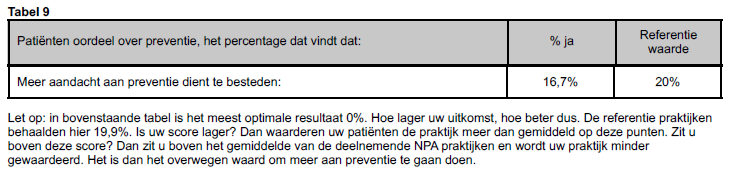 Tabel 9
Patiënten oordeel over preventie, het percentage dat vindt dat: % ja Referentie waarde
Meer aandacht aan preventie dient te besteden: 16,7% 20%
Let op: in bovenstaande tabel is het meest optimale resultaat 0%. Hoe lager uw uitkomst, hoe beter dus. De referentie praktijken
behaalden hier 19,9%. Is uw score lager? Dan waarderen uw patiënten de praktijk meer dan gemiddeld op deze punten. Zit u
boven deze score? Dan zit u boven het gemiddelde van de deelnemende NPA praktijken en wordt uw praktijk minder
gewaardeerd. Het is dan het overwegen waard om meer aan preventie te gaan doen.